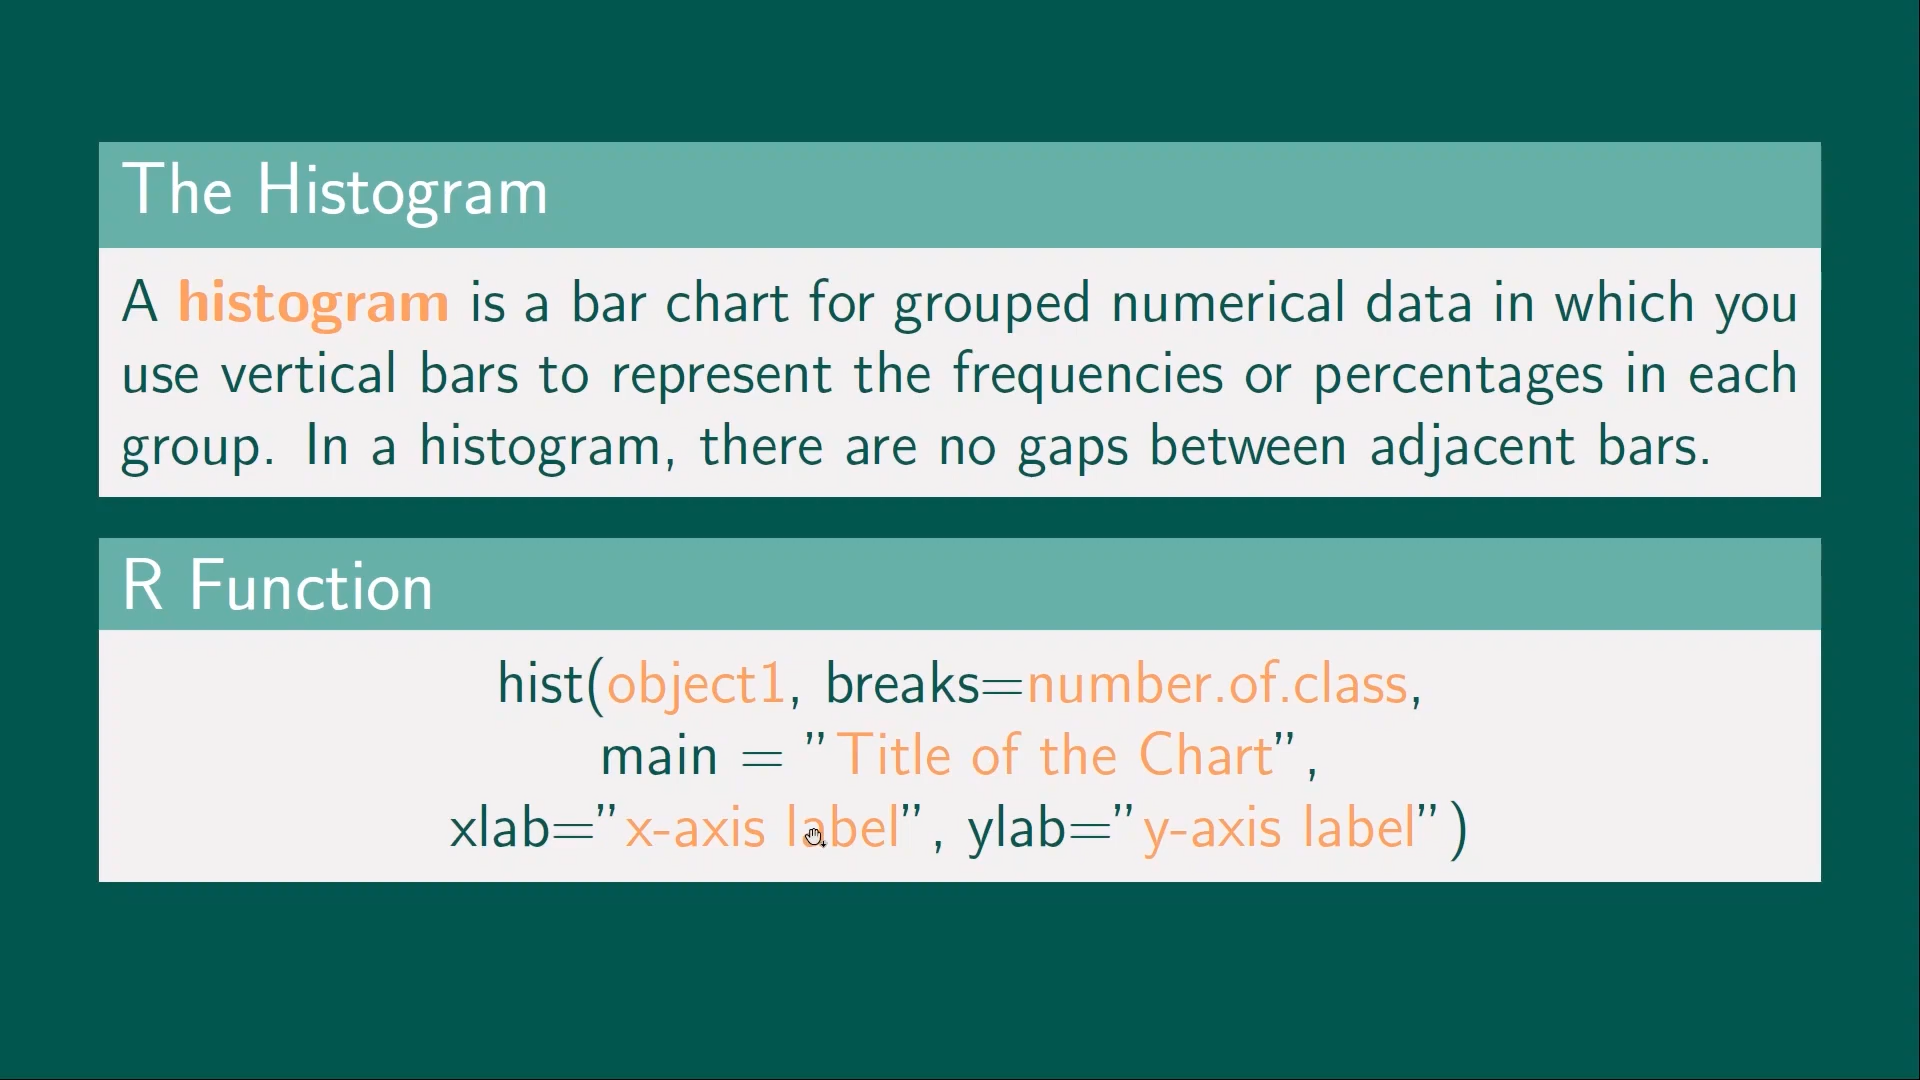 The Histogram
A histogram is a bar chart for grouped numerical data in which you
use vertical bars to represent the frequencies or percentages in each
group. In a histogram, there are no gaps between adjacent bars.
R Function
hist(object1, breaks=number.of.class,
main = ”Title of the Chart”,
xlab=”x-axis label”, ylab=”y-axis label”)